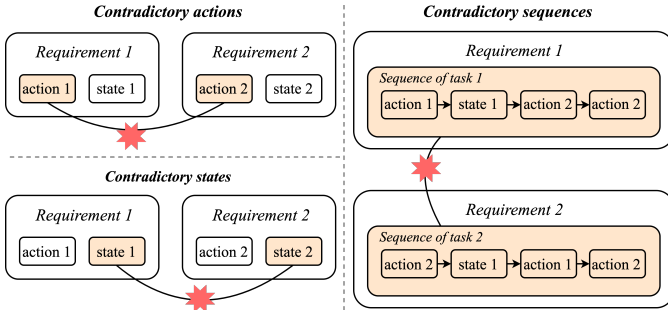 Contradictory actions
Requirement 1
action 1
state 1
Requirement 2
action 2
state 2
Contradictory states
Requirement 1
action 1
state 1
Requirement 2
action 2
state 2
Contradictory sequences
Requirement 1
Sequence of task 1
action 1
state 1
action 2
action 2
Requirement 2
Sequence of task 2
action 2
state 1
action 1
action 2